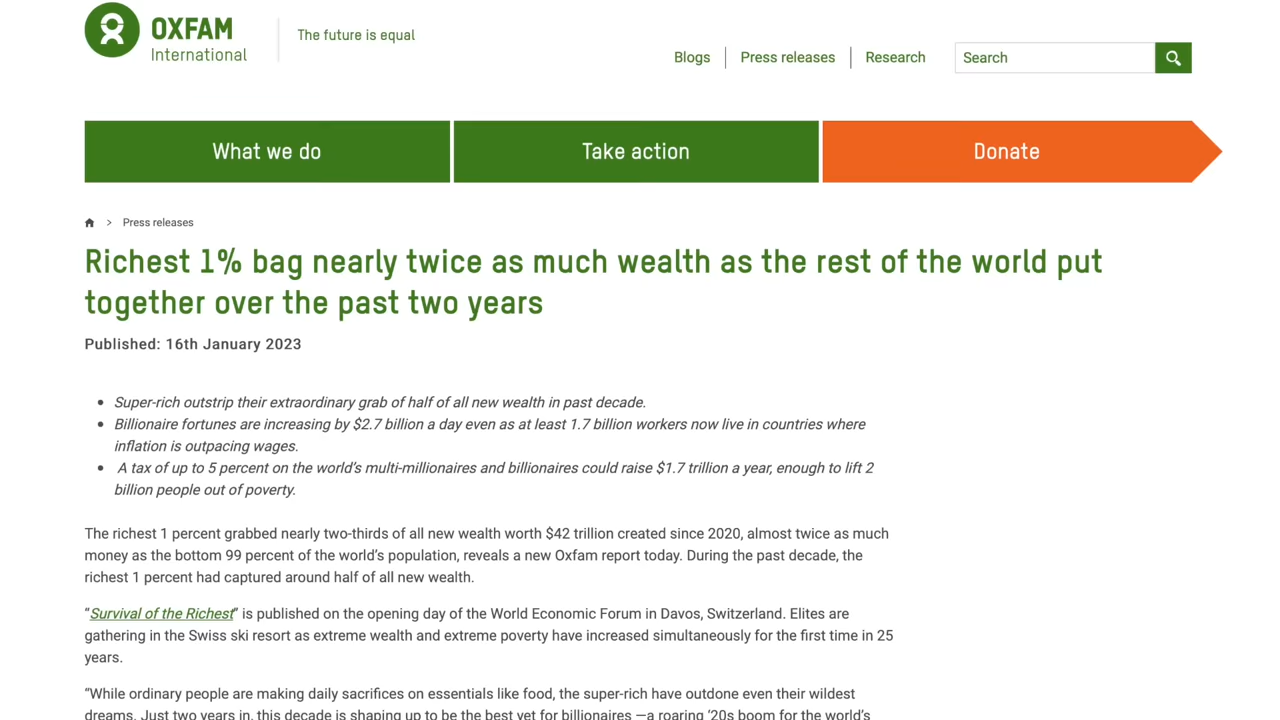 OXFAM
International
The future is equal
Blogs
Press releases
Research
Search
What we do
Take action
Donate
> Press releases
Richest 1% bag nearly twice as much wealth as the rest of the world put
together over the past two years
Published: 16th January 2023
• Super-rich outstrip their extraordinary grab of half of all new wealth in past decade.
• Billionaire fortunes are increasing by $2.7 billion a day even as at least 1.7 billion workers now live in countries where
inflation is outpacing wages.
• A tax of up to 5 percent on the world’s multi-millionaires and billionaires could raise $1.7 trillion a year, enough to lift 2
billion people out of poverty.
The richest 1 percent grabbed nearly two-thirds of all new wealth worth $42 trillion created since 2020, almost twice as much
money as the bottom 99 percent of the world’s population, reveals a new Oxfam report today. During the past decade, the
richest 1 percent had captured around half of all new wealth.
“Survival of the Richest” is published on the opening day of the World Economic Forum in Davos, Switzerland. Elites are
gathering in the Swiss ski resort as extreme wealth and extreme poverty have increased simultaneously for the first time in 25
years.
“While ordinary people are making daily sacrifices on essentials like food, the super-rich have outdone even their wildest
dreams. Just two years in, this decade is shaping up to be the best yet for billionaires —a roaring ‘20s boom for the world’s